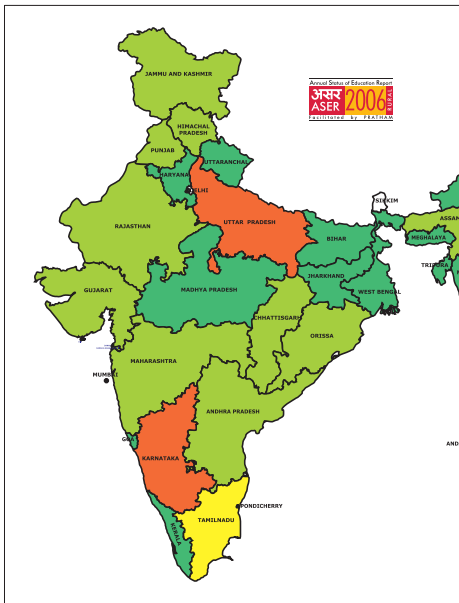 Annual Status of Education Report
असर
ASER
2006
RURAL
Facilitated by PRATHAM
JAMMU AND KASHMIR
HIMACHAL
PRADESH
PUNJAB
UTTARANCHAL
HARYANA
DELHI
SIKKIM
RAJASTHAN
UTTAR PRADESH
ASSAM
BIHAR
MEGHALAYA
TRIPURA
JHARKHAND
GUJARAT
MADHYA PRADESH
WEST BENGAL
CHHATTISGARH
ORISSA
MAHARASHTRA
MUMBAI
ANDHRA PRADESH
GOA
AND
KARNATAKA
PONDICHERRY
TAMILNADU
KERALA